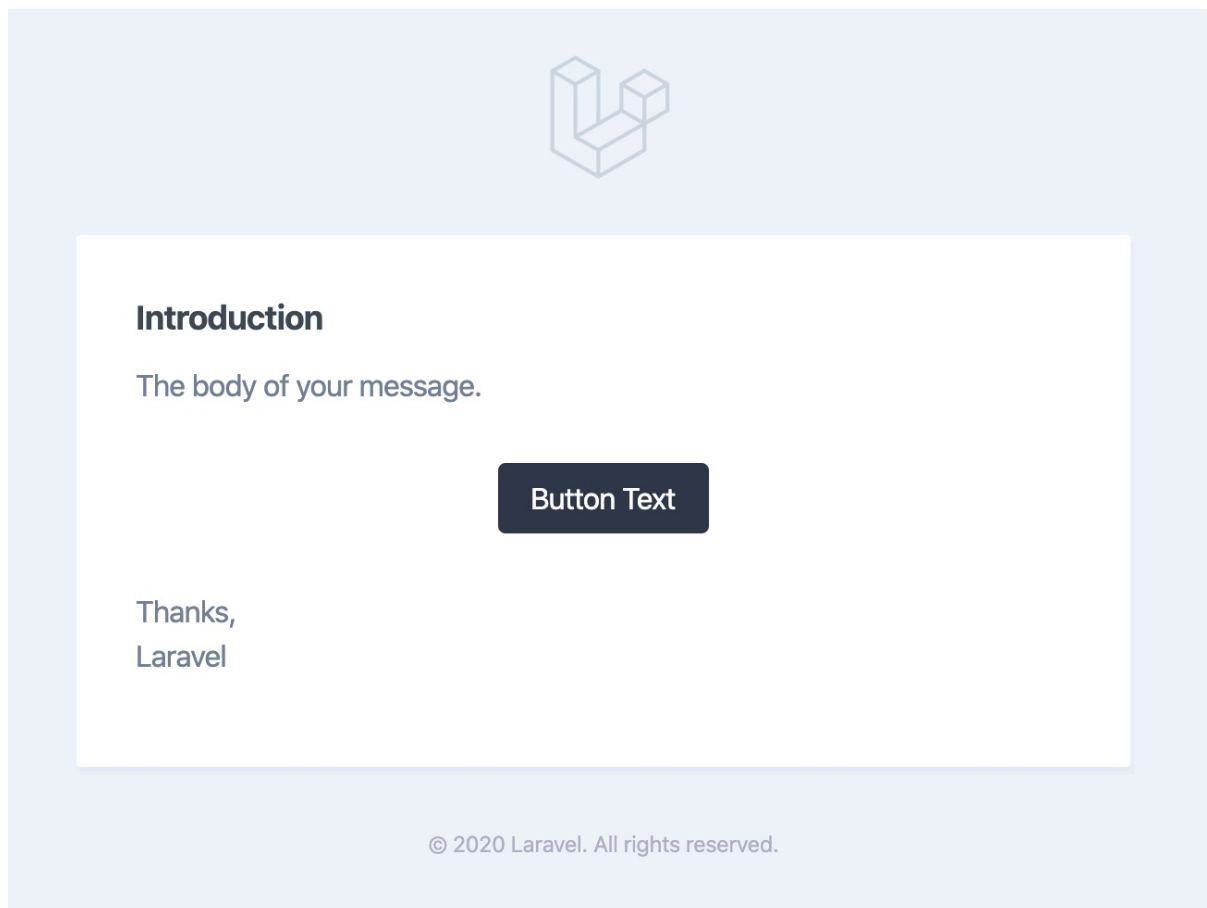 Introduction
The body of your message.
Button Text
Thanks,
Laravel
© 2020 Laravel. All rights reserved.